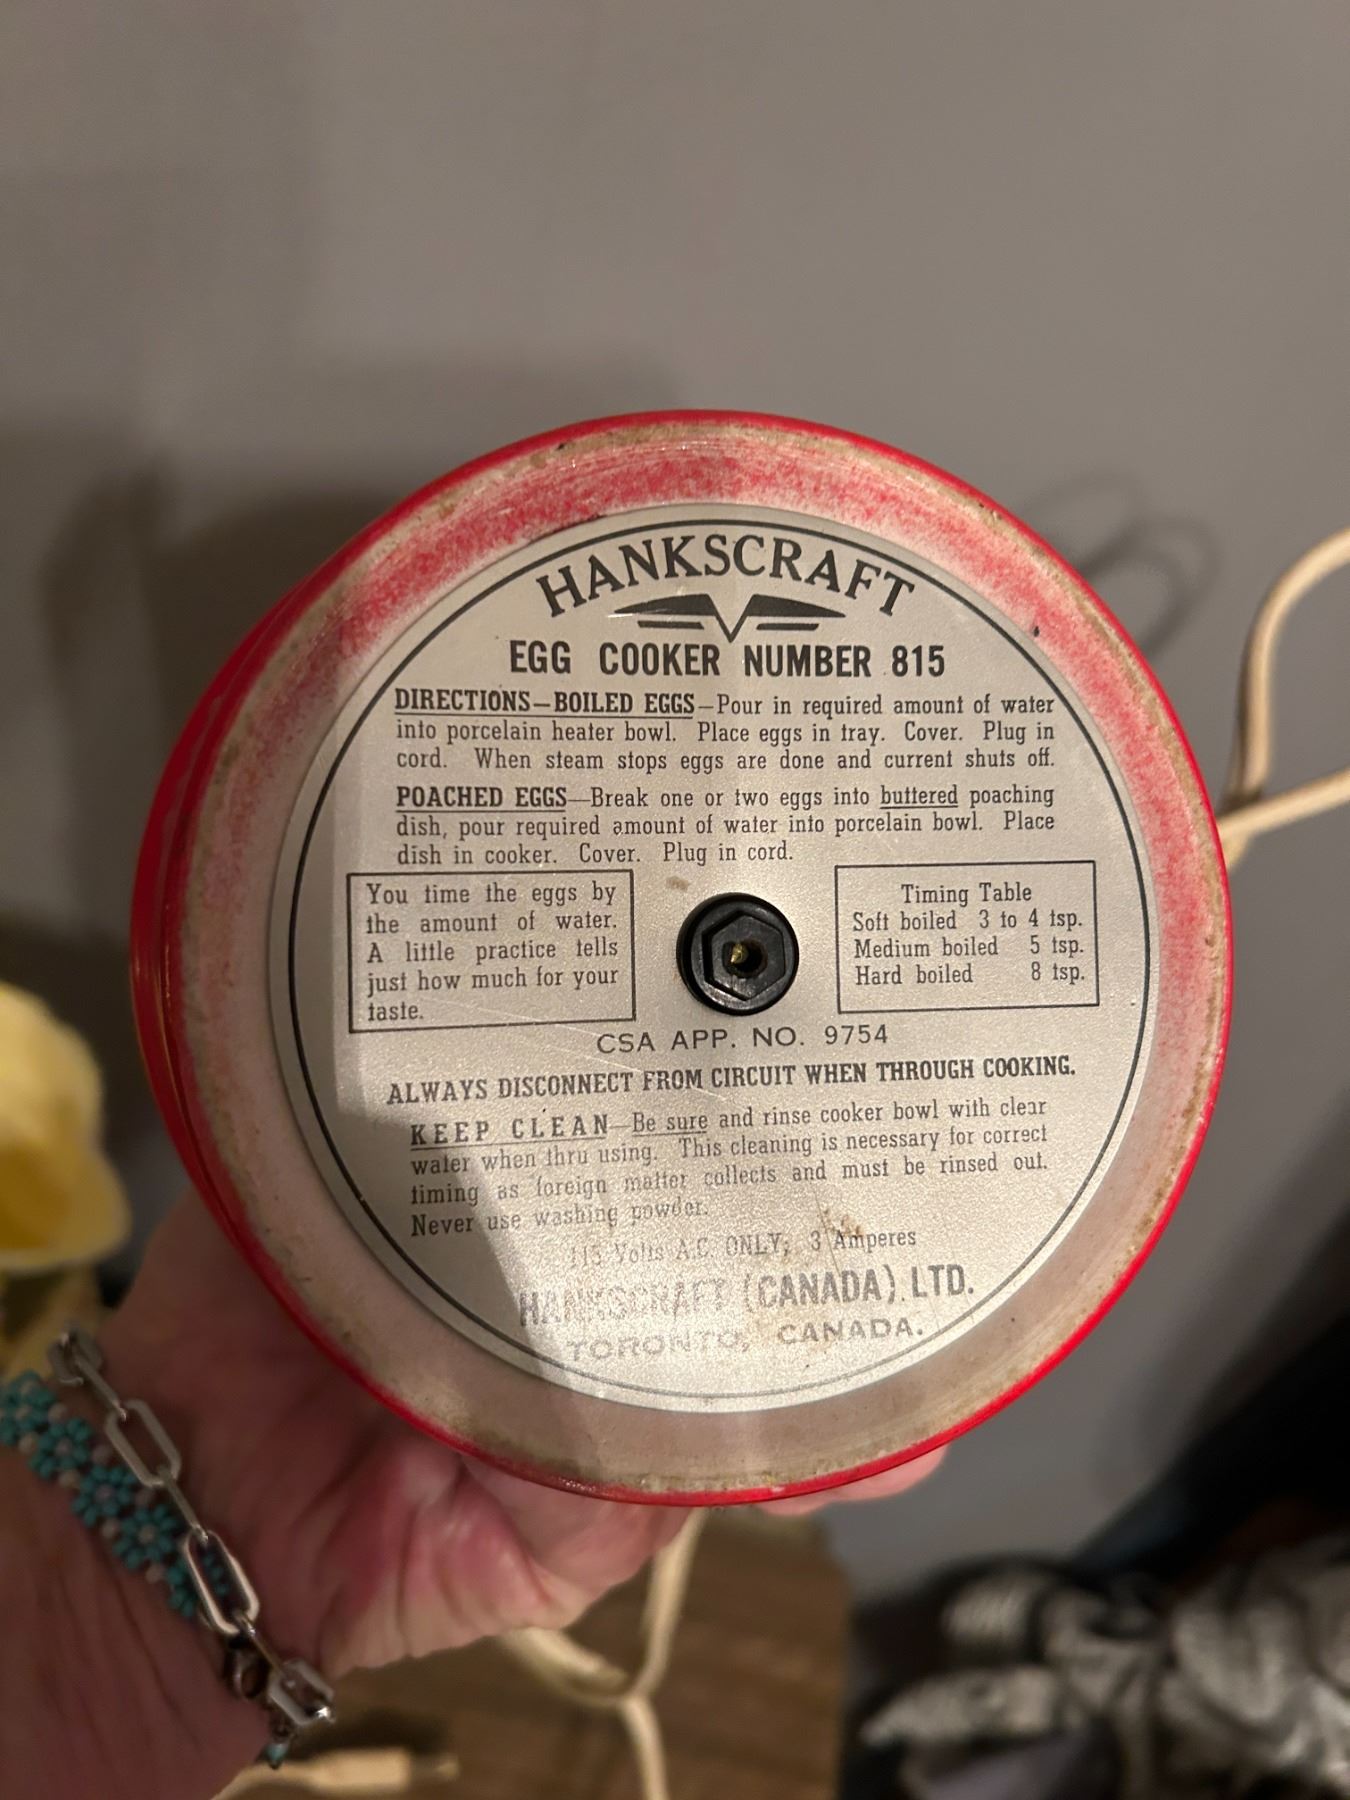 HANKSCRAFT
EGG COOKER NUMBER 815
DIRECTIONS—BOILED EGGS—Pour in required amount of water
into porcelain heater bowl. Place eggs in tray. Cover. Plug in
cord. When steam stops eggs are done and current shuts off.
POACHED EGGS—Break one or two eggs into buttered poaching
dish, pour required amount of water into porcelain bowl. Place
dish in cooker. Cover. Plug in cord.
You time the eggs by
the amount of water.
A little practice tells
just how much for your
taste.
Timing Table
Soft boiled 3 to 4 tsp.
Medium boiled 5 tsp.
Hard boiled 8 tsp.
CSA APP. NO. 9754
ALWAYS DISCONNECT FROM CIRCUIT WHEN THROUGH COOKING.
KEEP CLEAN—Be sure and rinse cooker bowl with clear
water when thru using. This cleaning is necessary for correct
timing as foreign matter collects and must be rinsed out.
Never use washing powder.
115 Volts A.C. ONLY; 3 Amperes
HANKSCRAFT (CANADA). LTD.
TORONTO, CANADA.